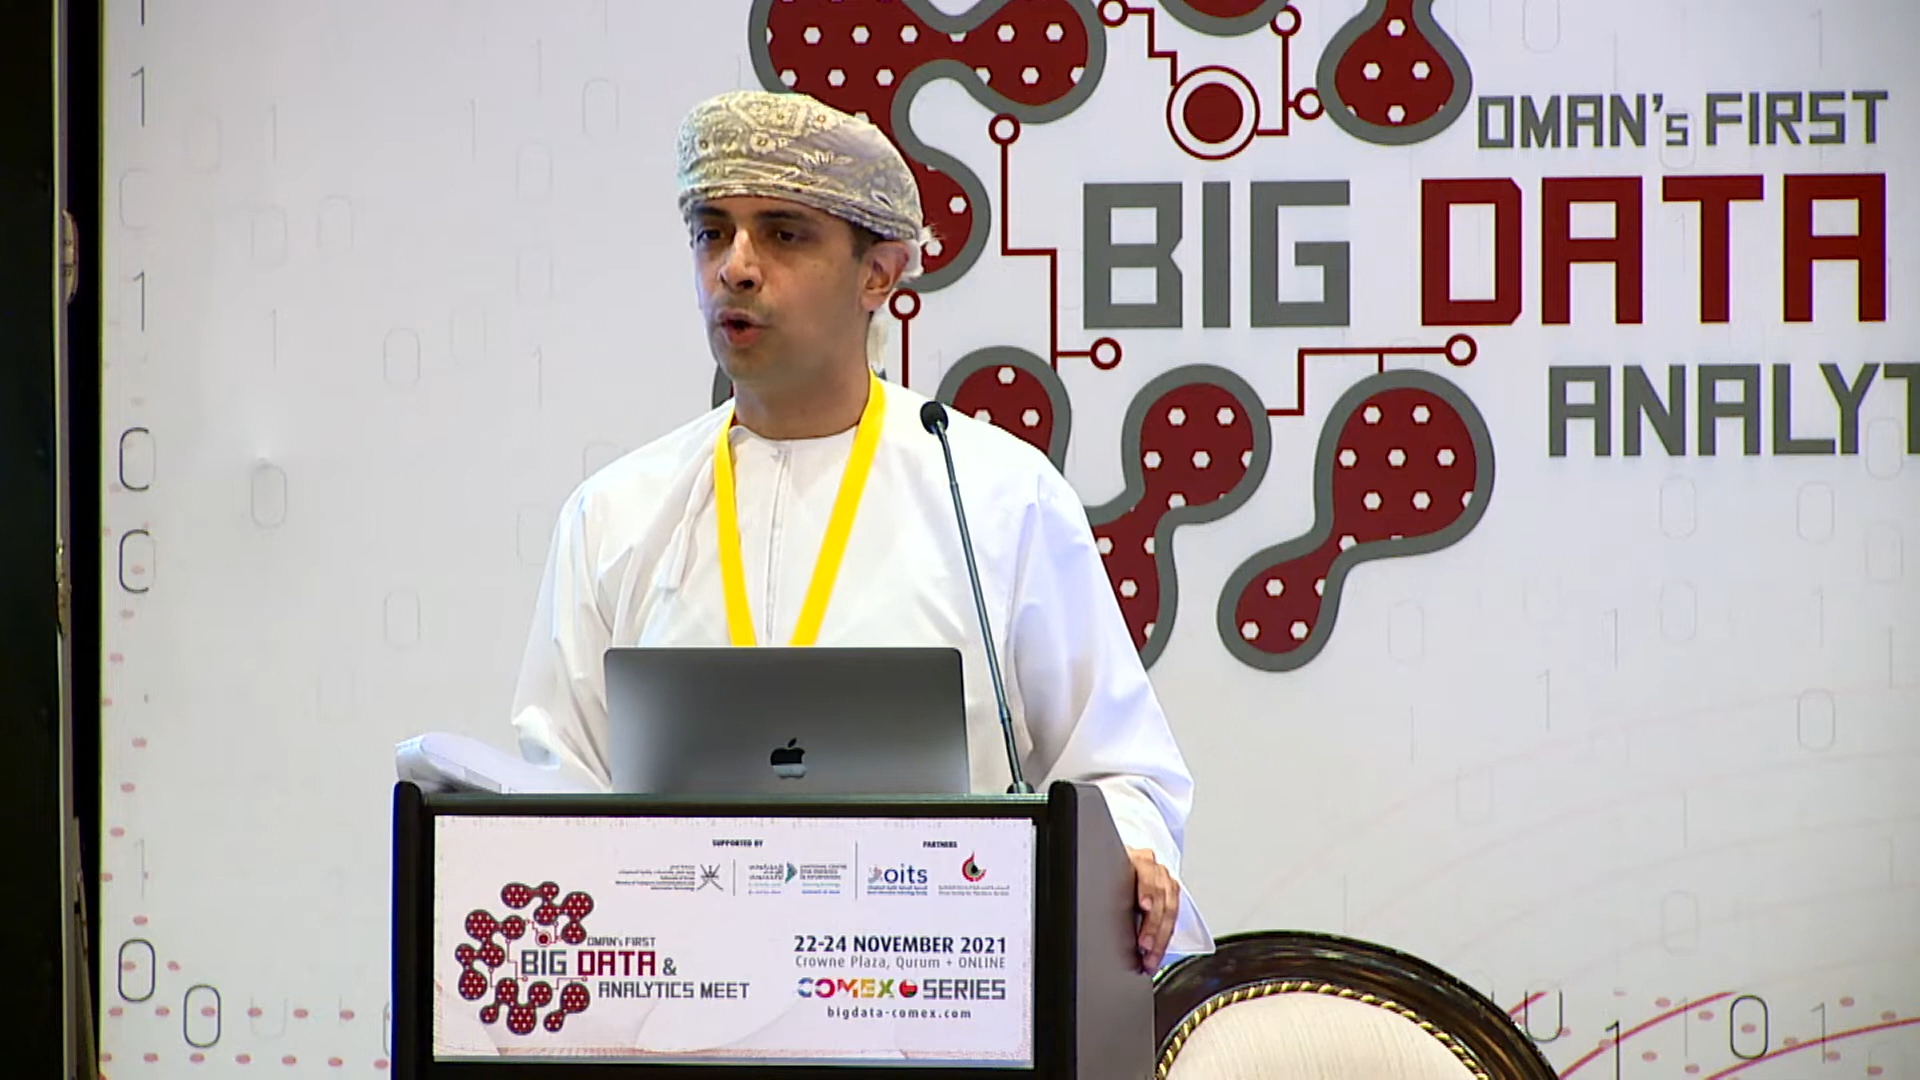 OMAN's FIRST
BIG DATA
ANALYT
SUPPORTED BY
PARTNERS
oits
OMAN's FIRST
BIG DATA &
ANALYTICS MEET
22-24 NOVEMBER 2021
Crowne Plaza, Qurum + ONLINE
COMEX SERIES
bigdata-comex.com